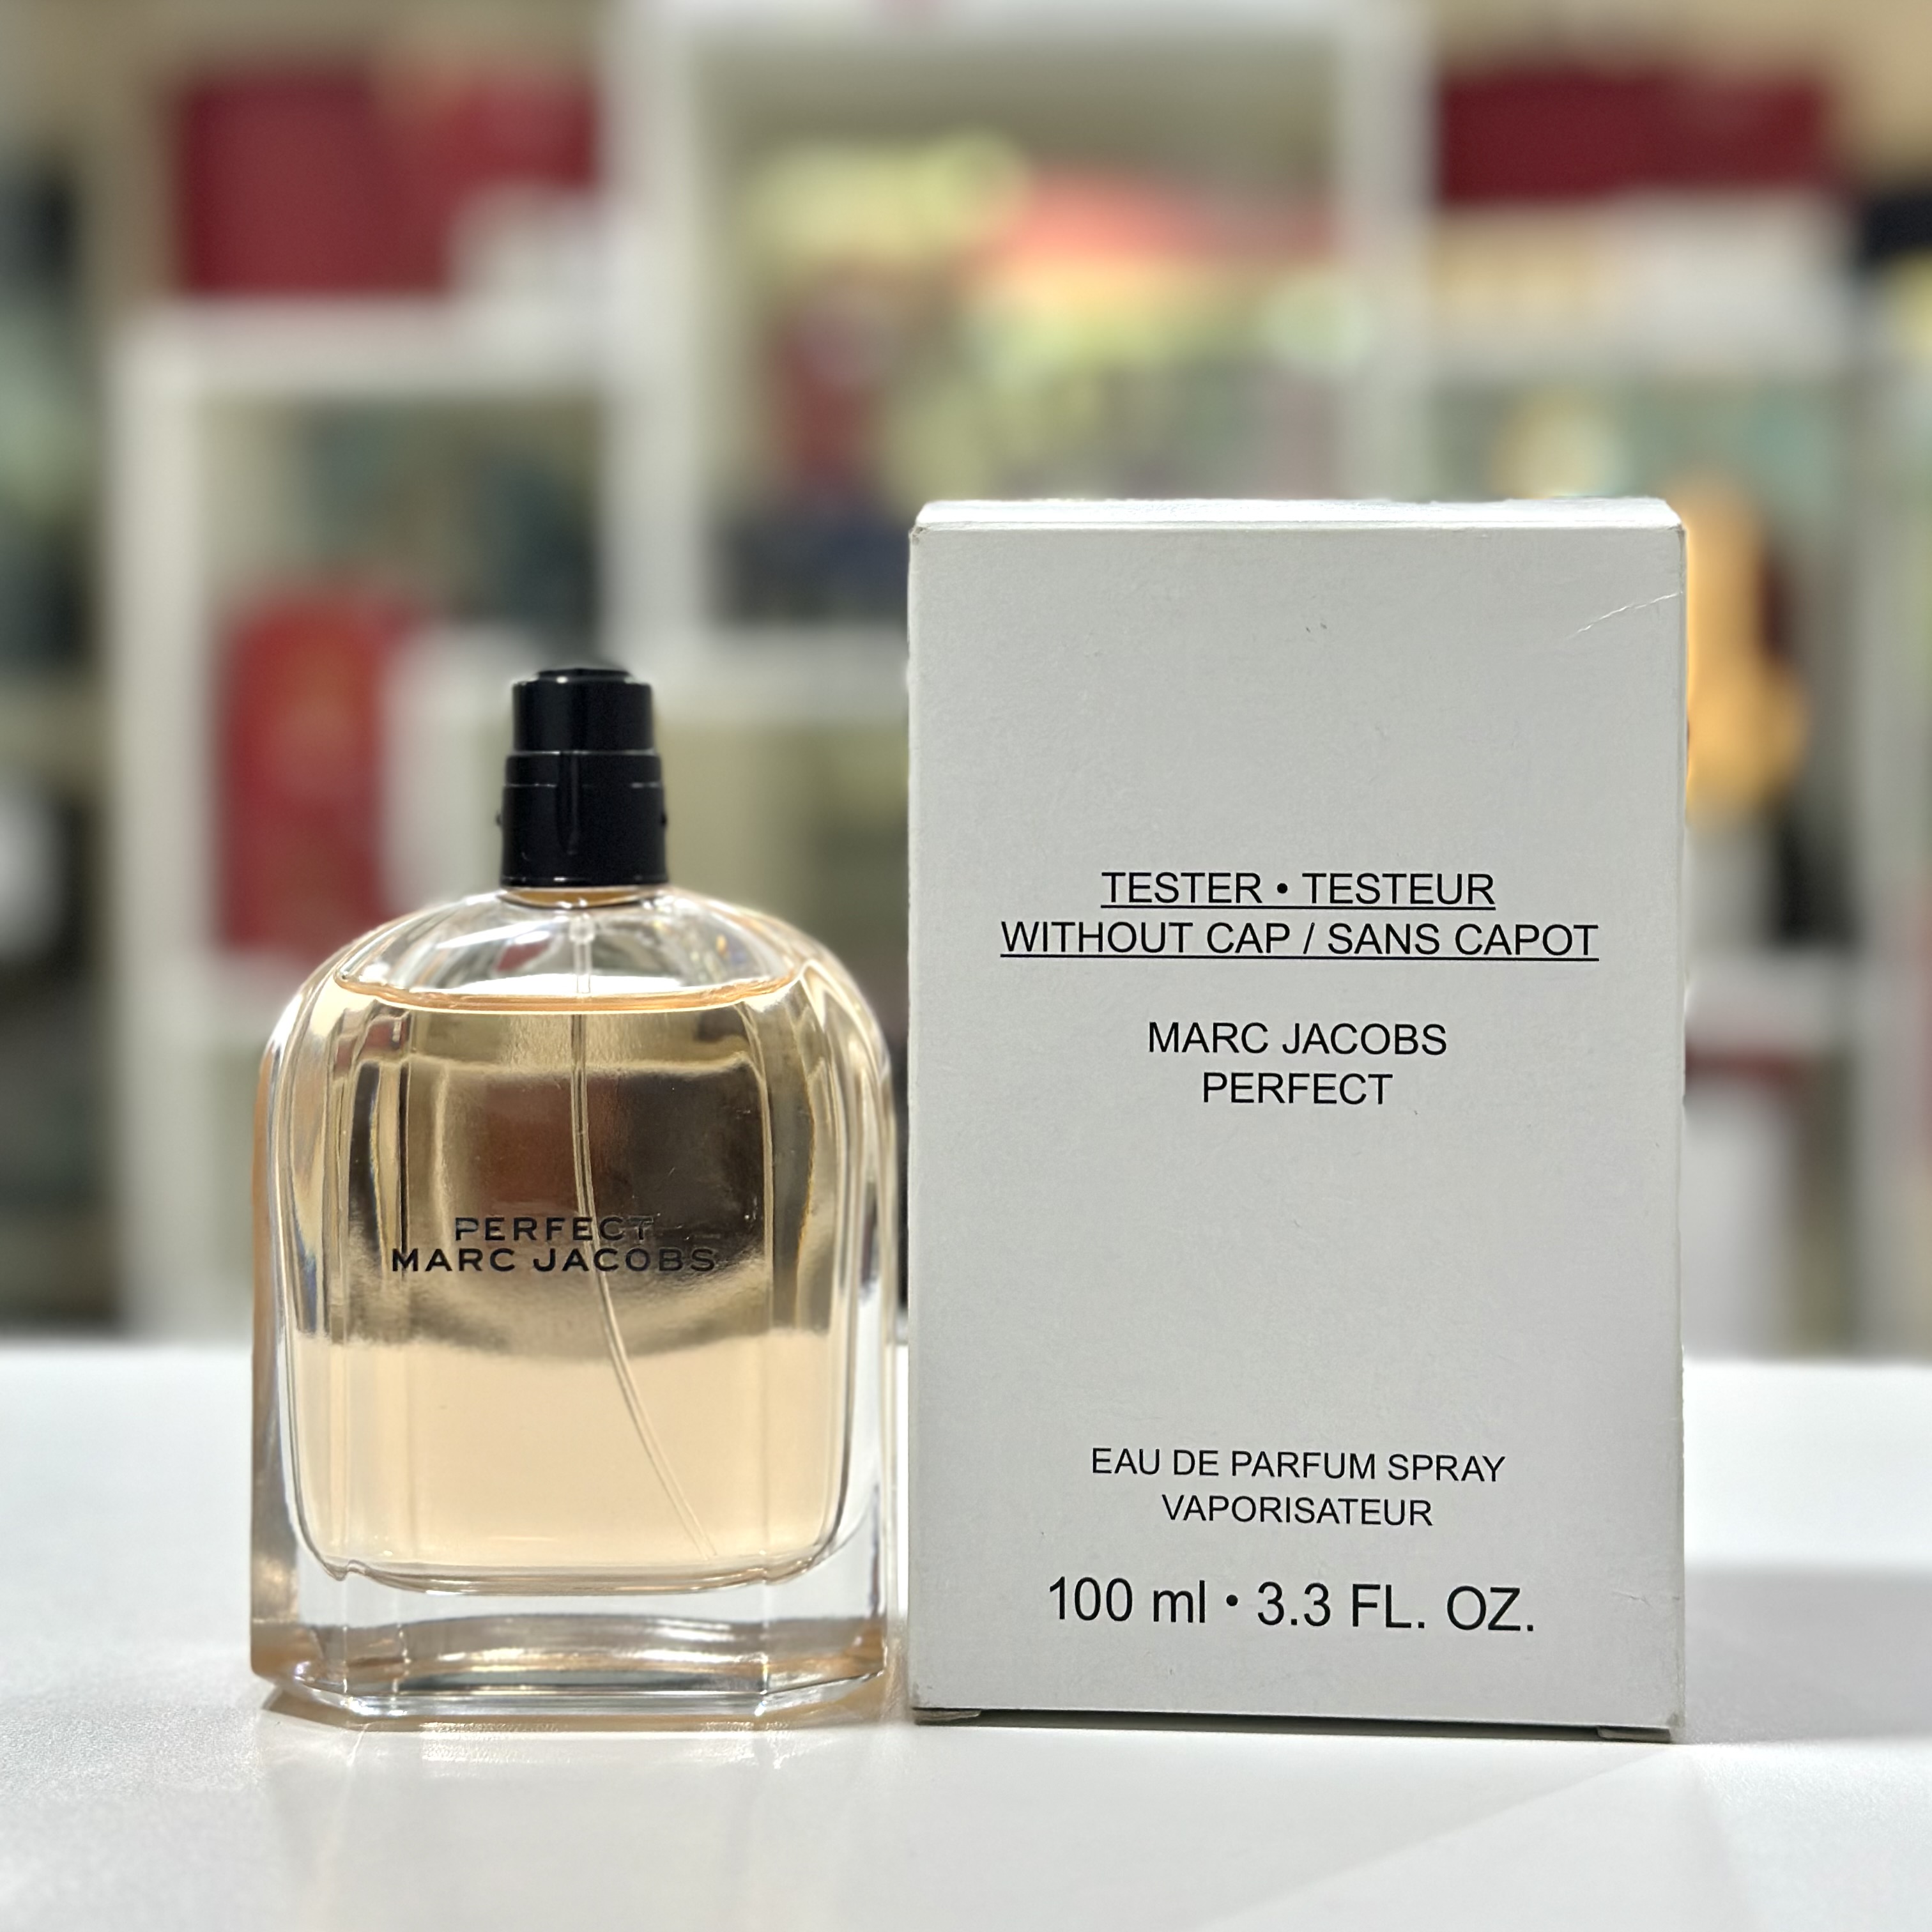 PERFECT
MARC JACOBS
TESTER • TESTEUR
WITHOUT CAP / SANS CAPOT
MARC JACOBS
PERFECT
EAU DE PARFUM SPRAY
VAPORISATEUR
100 ml • 3.3 FL. OZ.